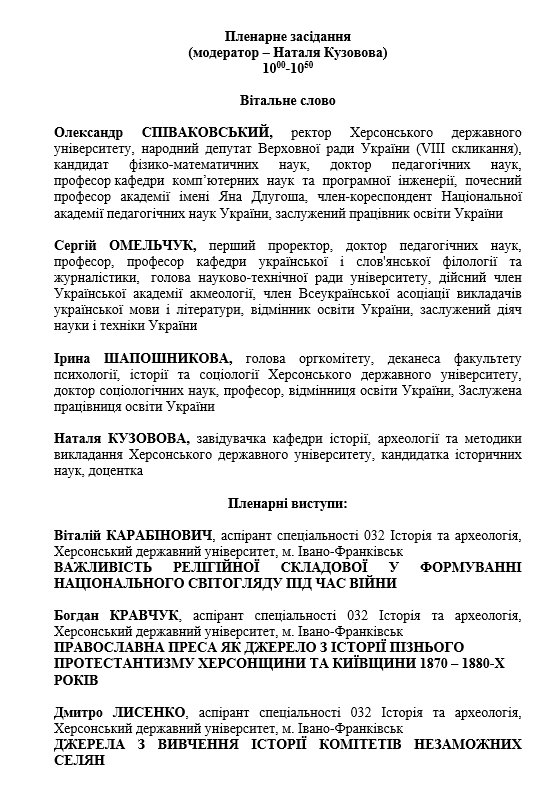 Пленарне засідання
(модератор – Наталя Кузовова)
10⁰⁰-10⁵⁰
Вітальне слово
Олександр СПІВАКОВСЬКИЙ, ректор Херсонського державного
університету, народний депутат Верховної ради України (VIII скликання),
кандидат фізико-математичних наук, доктор педагогічних наук,
професор кафедри комп’ютерних наук та програмної інженерії, почесний
професор академії імені Яна Длугоша, член-кореспондент Національної
академії педагогічних наук України, заслужений працівник освіти України
Сергій ОМЕЛЬЧУК, перший проректор, доктор педагогічних наук,
професор, професор кафедри української і слов'янської філології та
журналістики, голова науково-технічної ради університету, дійсний член
Української академії акмеології, член Всеукраїнської асоціації викладачів
української мови і літератури, відмінник освіти України, заслужений діяч
науки і техніки України
Ірина ШАПОШНИКОВА, голова оргкомітету, деканеса факультету
психології, історії та соціології Херсонського державного університету,
доктор соціологічних наук, професор, відмінниця освіти України, Заслужена
працівниця освіти України
Наталя КУЗОВОВА, завідувачка кафедри історії, археології та методики
викладання Херсонського державного університету, кандидатка історичних
наук, доцентка
Пленарні виступи:
Віталій КАРАБІНОВИЧ, аспірант спеціальності 032 Історія та археологія,
Херсонський державний університет, м. Івано-Франківськ
ВАЖЛИВІСТЬ РЕЛІГІЙНОЇ СКЛАДОВОЇ У ФОРМУВАННІ
НАЦІОНАЛЬНОГО СВІТОГЛЯДУ ПІД ЧАС ВІЙНИ
Богдан КРАВЧУК, аспірант спеціальності 032 Історія та археологія,
Херсонський державний університет, м. Івано-Франківськ
ПРАВОСЛАВНА ПРЕСА ЯК ДЖЕРЕЛО З ІСТОРІЇ ПІЗНЬОГО
ПРОТЕСТАНТИЗМУ ХЕРСОНЩИНИ ТА КИЇВЩИНИ 1870 – 1880-Х
РОКІВ
Дмитро ЛИСЕНКО, аспірант спеціальності 032 Історія та археологія,
Херсонський державний університет, м. Івано-Франківськ
ДЖЕРЕЛА З ВИВЧЕННЯ ІСТОРІЇ КОМІТЕТІВ НЕЗАМОЖНИХ
СЕЛЯН